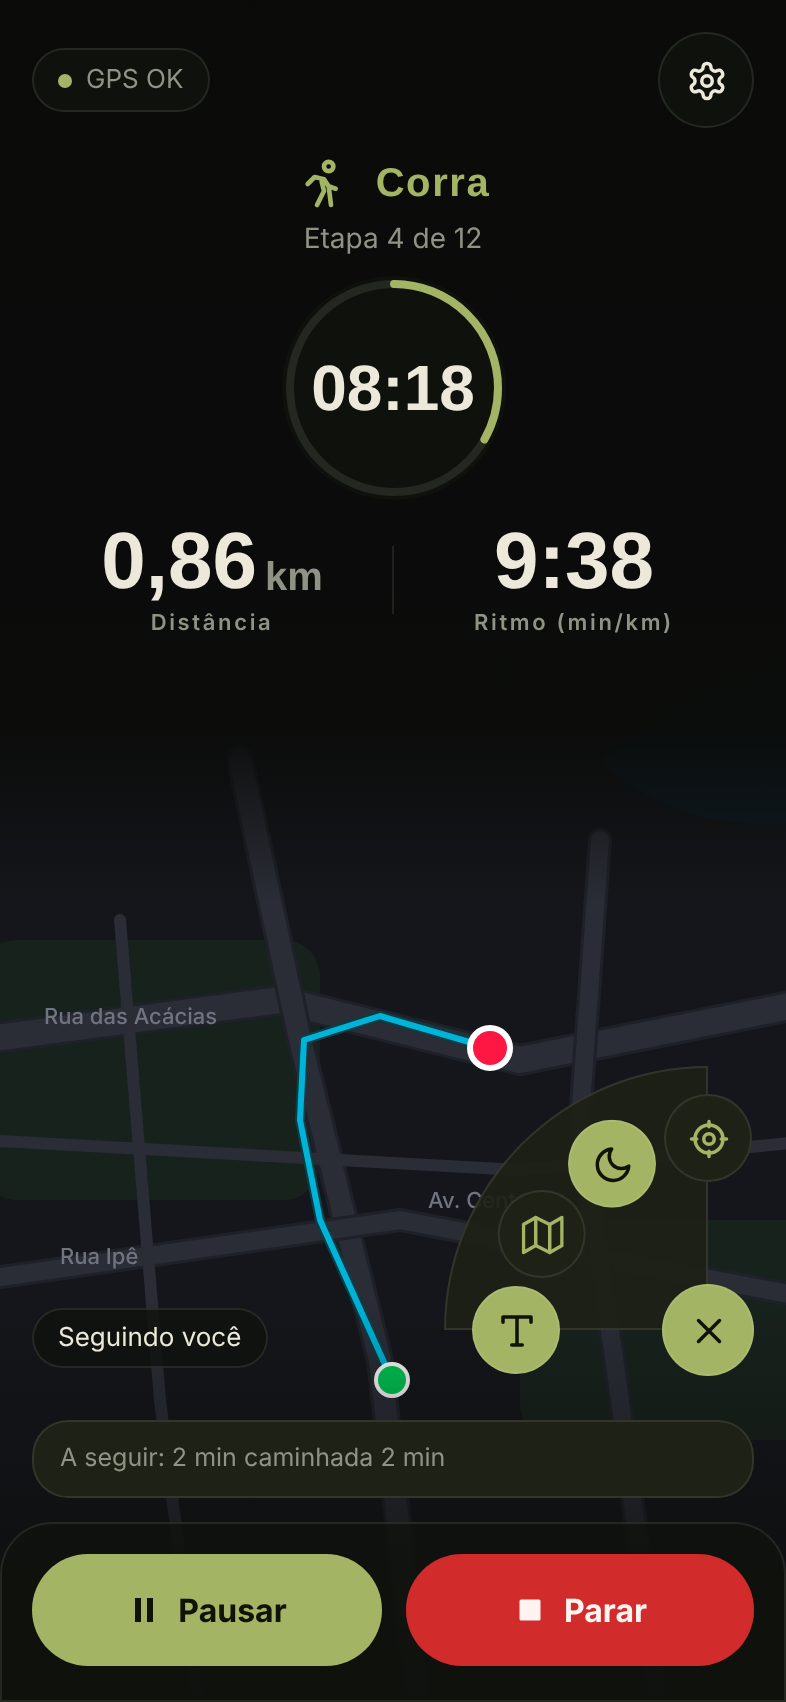 GPS OK
Corra
Etapa 4 de 12
08:18
0,86 km
Distância
9:38
Ritmo (min/km)
Rua das Acácias
Av. Cent
Rua Ipê
Seguindo você
A seguir: 2 min caminhada 2 min
Pausar
Parar